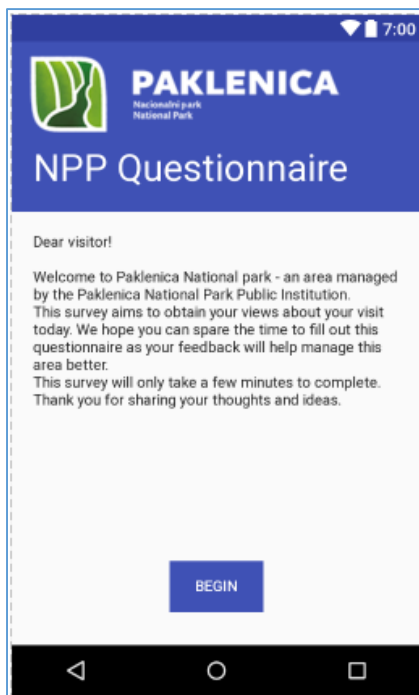 7:00
PAKLENICA
Nacionalni park
National Park
NPP Questionnaire
Dear visitor!
Welcome to Paklenica National park - an area managed
by the Paklenica National Park Public Institution.
This survey aims to obtain your views about your visit
today. We hope you can spare the time to fill out this
questionnaire as your feedback will help manage this
area better.
This survey will only take a few minutes to complete.
Thank you for sharing your thoughts and ideas.
BEGIN